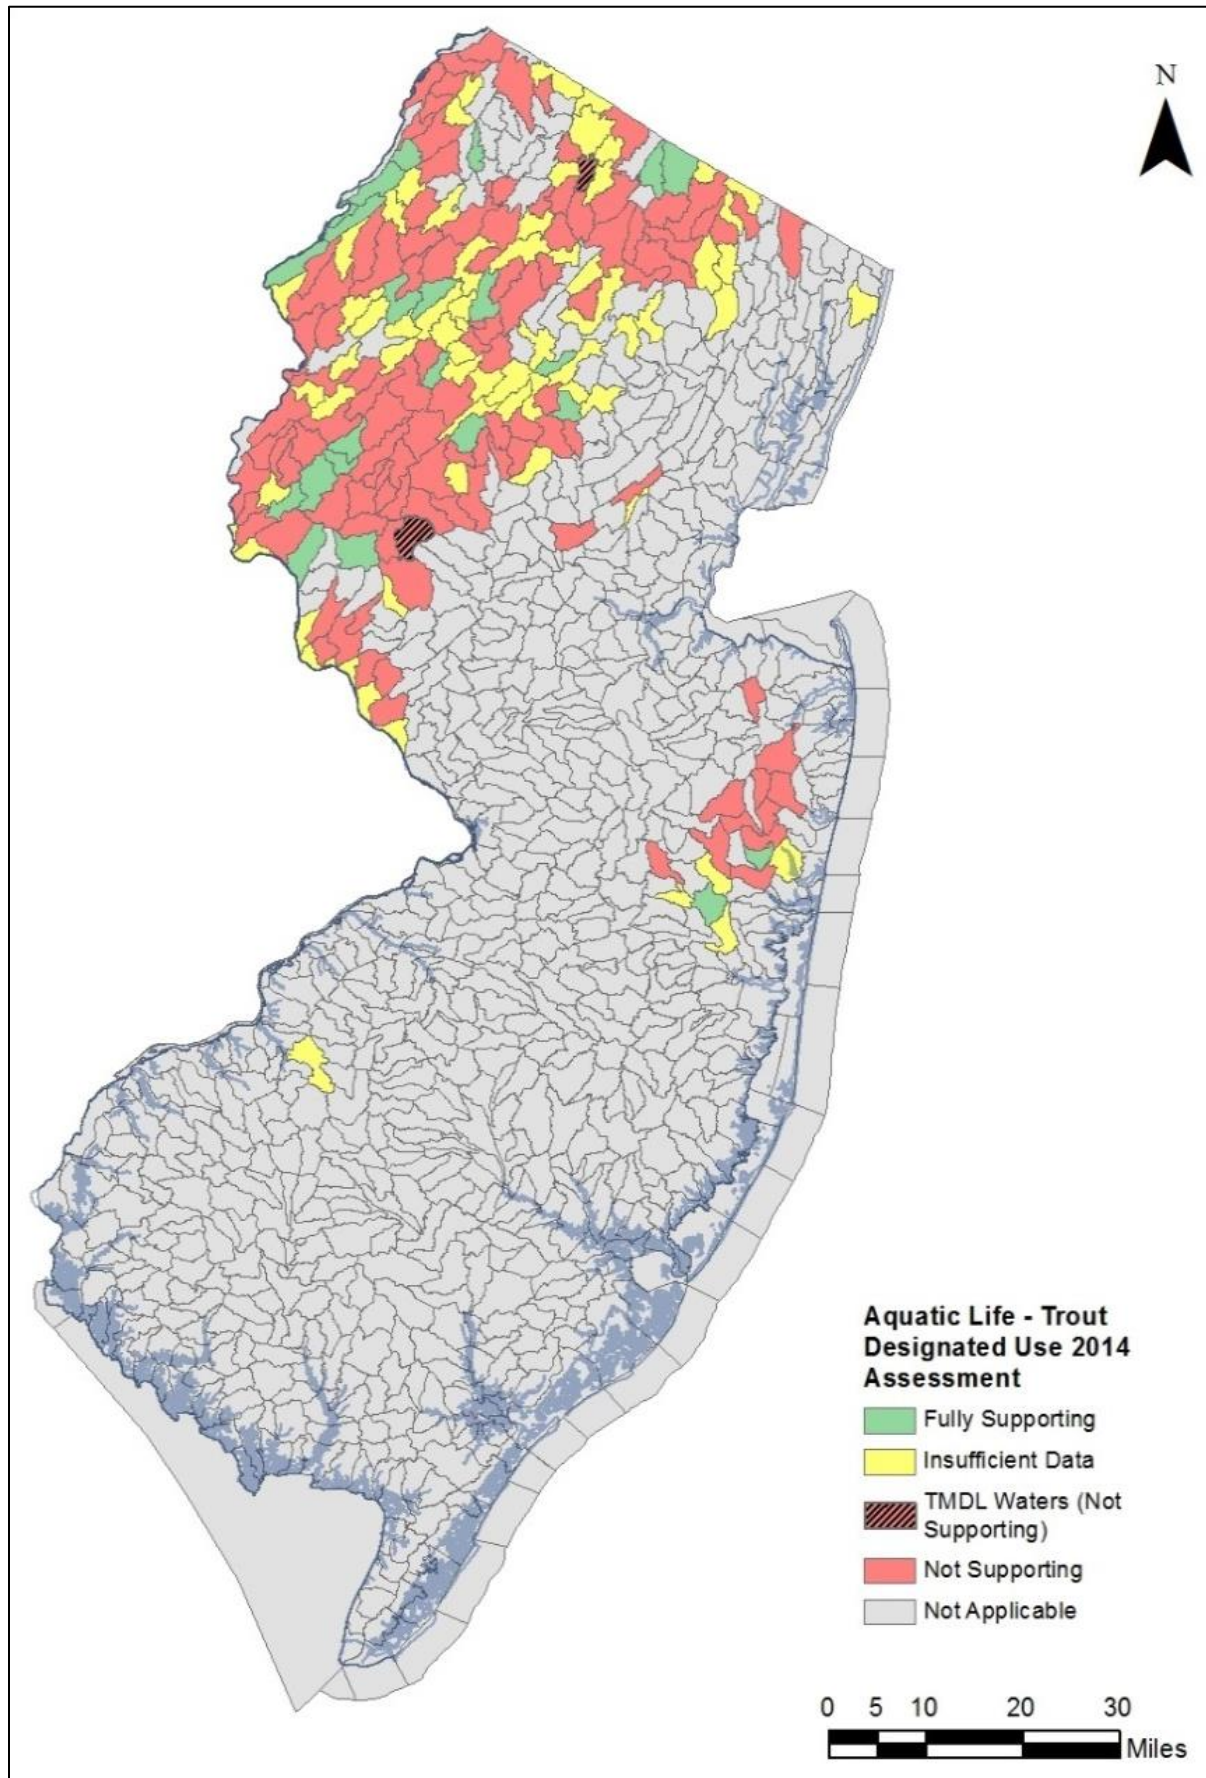 N
Aquatic Life - Trout
Designated Use 2014
Assessment
Fully Supporting
Insufficient Data
TMDL Waters (Not
Supporting)
Not Supporting
Not Applicable
0 5 10 20 30
Miles